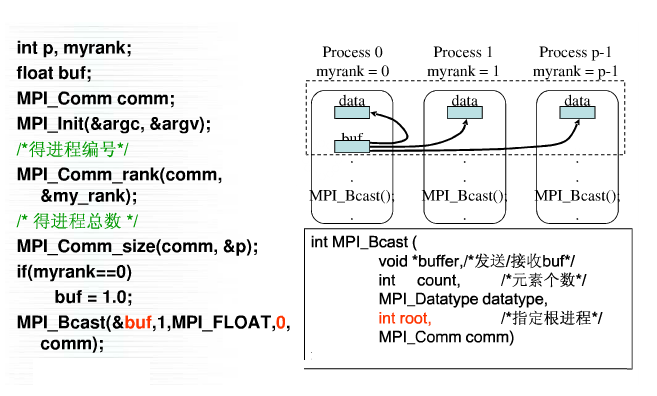 int p, myrank;
float buf;
MPI_Comm comm;
MPI_Init(&argc, &argv);
/*得进程编号*/
MPI_Comm_rank(comm,
&my_rank);
/* 得进程总数 */
MPI_Comm_size(comm, &p);
if(myrank==0)
buf = 1.0;
MPI_Bcast(&buf,1,MPI_FLOAT,0,
comm);
Process 0 Process 1 Process p-1
myrank = 0 myrank = 1 myrank = p-1
data data data
buf
. . .
. . .
MPI_Bcast(); MPI_Bcast(); MPI_Bcast();
. . .
int MPI_Bcast (
void *buffer,/*发送/接收buf*/
int count, /*元素个数*/
MPI_Datatype datatype,
int root, /*指定根进程*/
MPI_Comm comm)
.